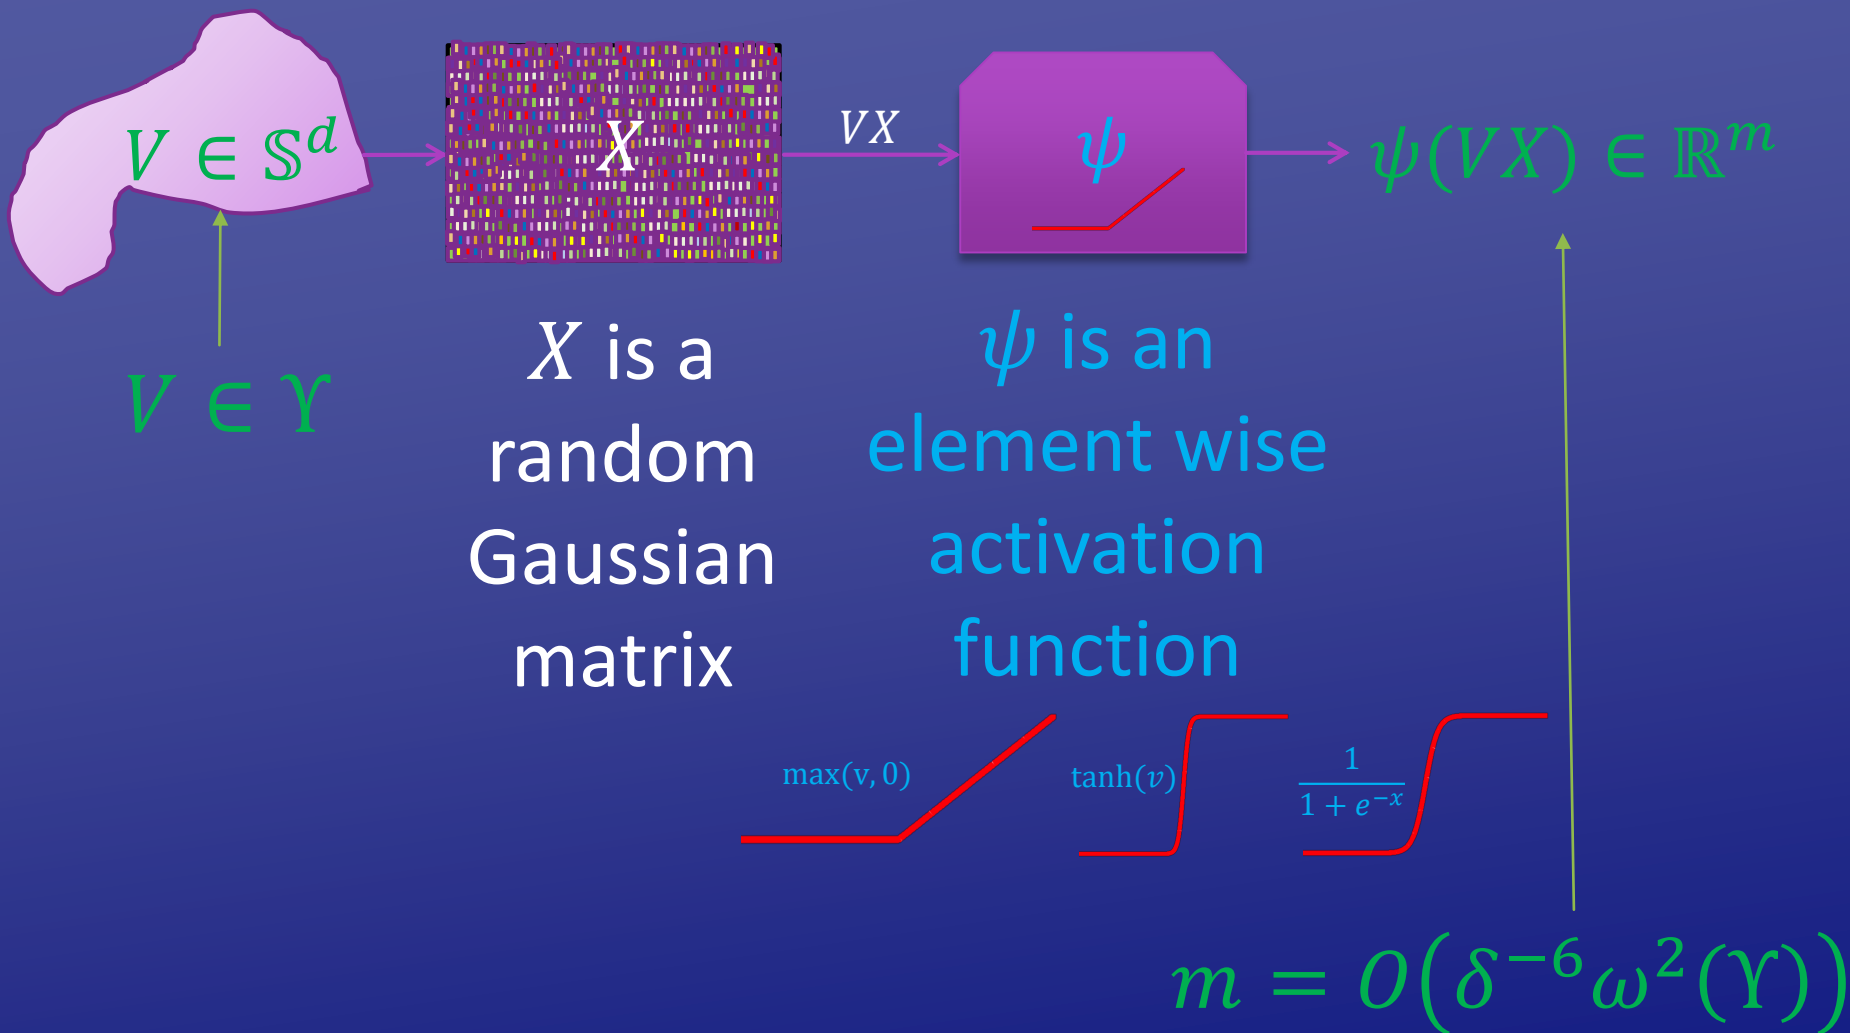 V ∈ 𝕊^d
X
VX
ψ
ψ(VX) ∈ ℝ^m
V ∈ ϒ
X is a
random
Gaussian
matrix
ψ is an
element wise
activation
function
max(v, 0)
tanh(v)
1
1 + e^{−x}
m = O(δ^{−6}ω^2(ϒ))